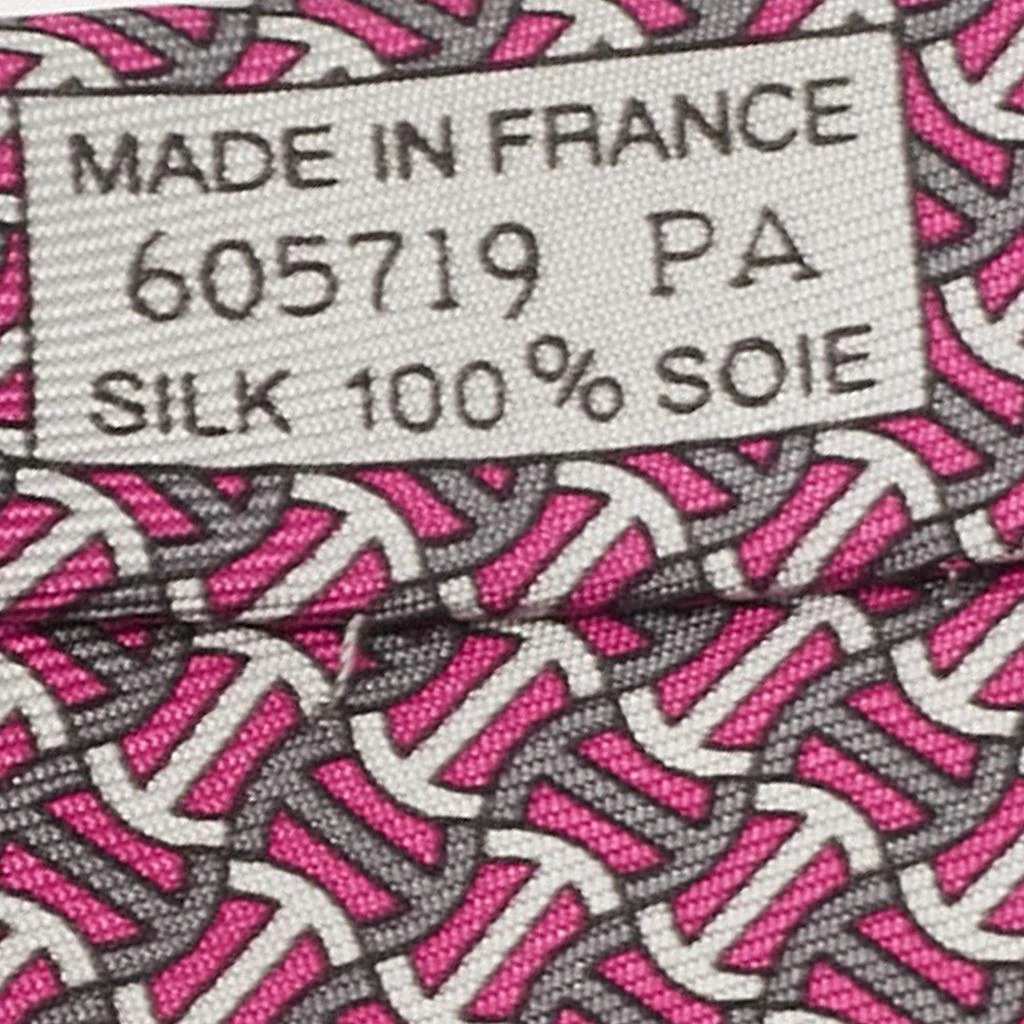 MADE IN FRANCE
605719 PA
SILK 100% SOIE